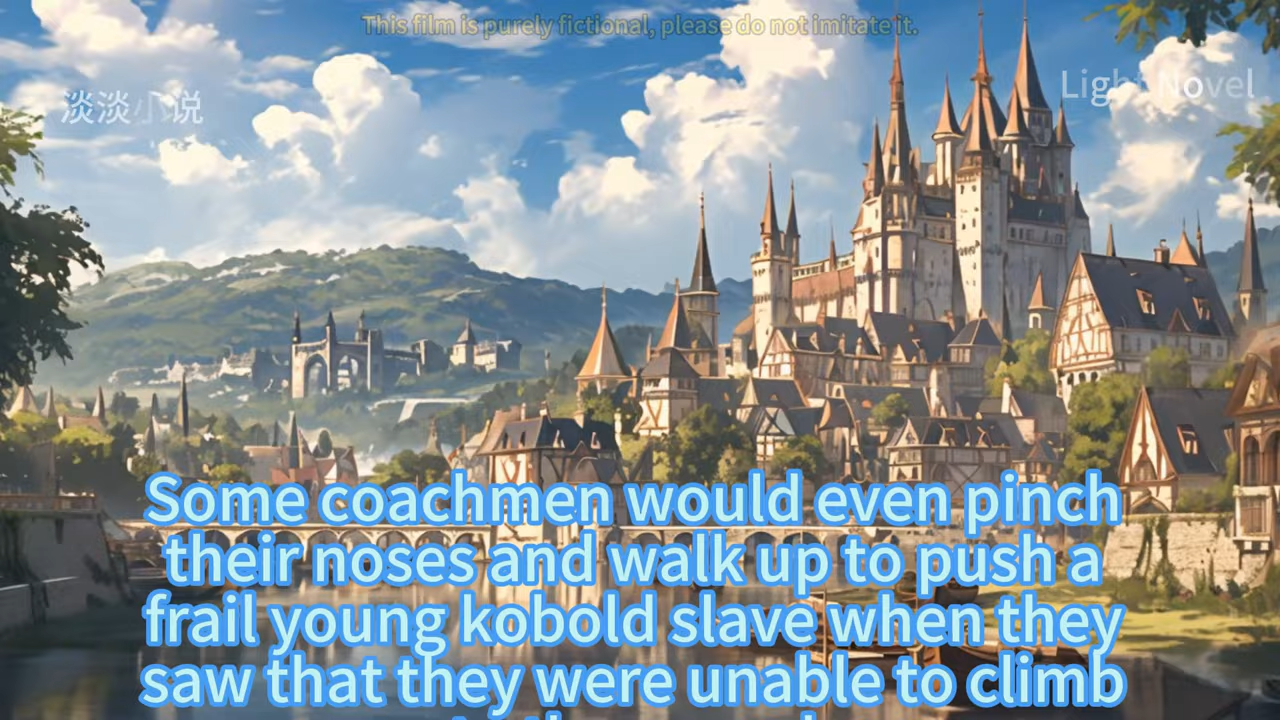 This film is purely fictional, please do not imitate it.
淡淡小说
Light Novel
Some coachmen would even pinch
their noses and walk up to push a
frail young kobold slave when they
saw that they were unable to climb